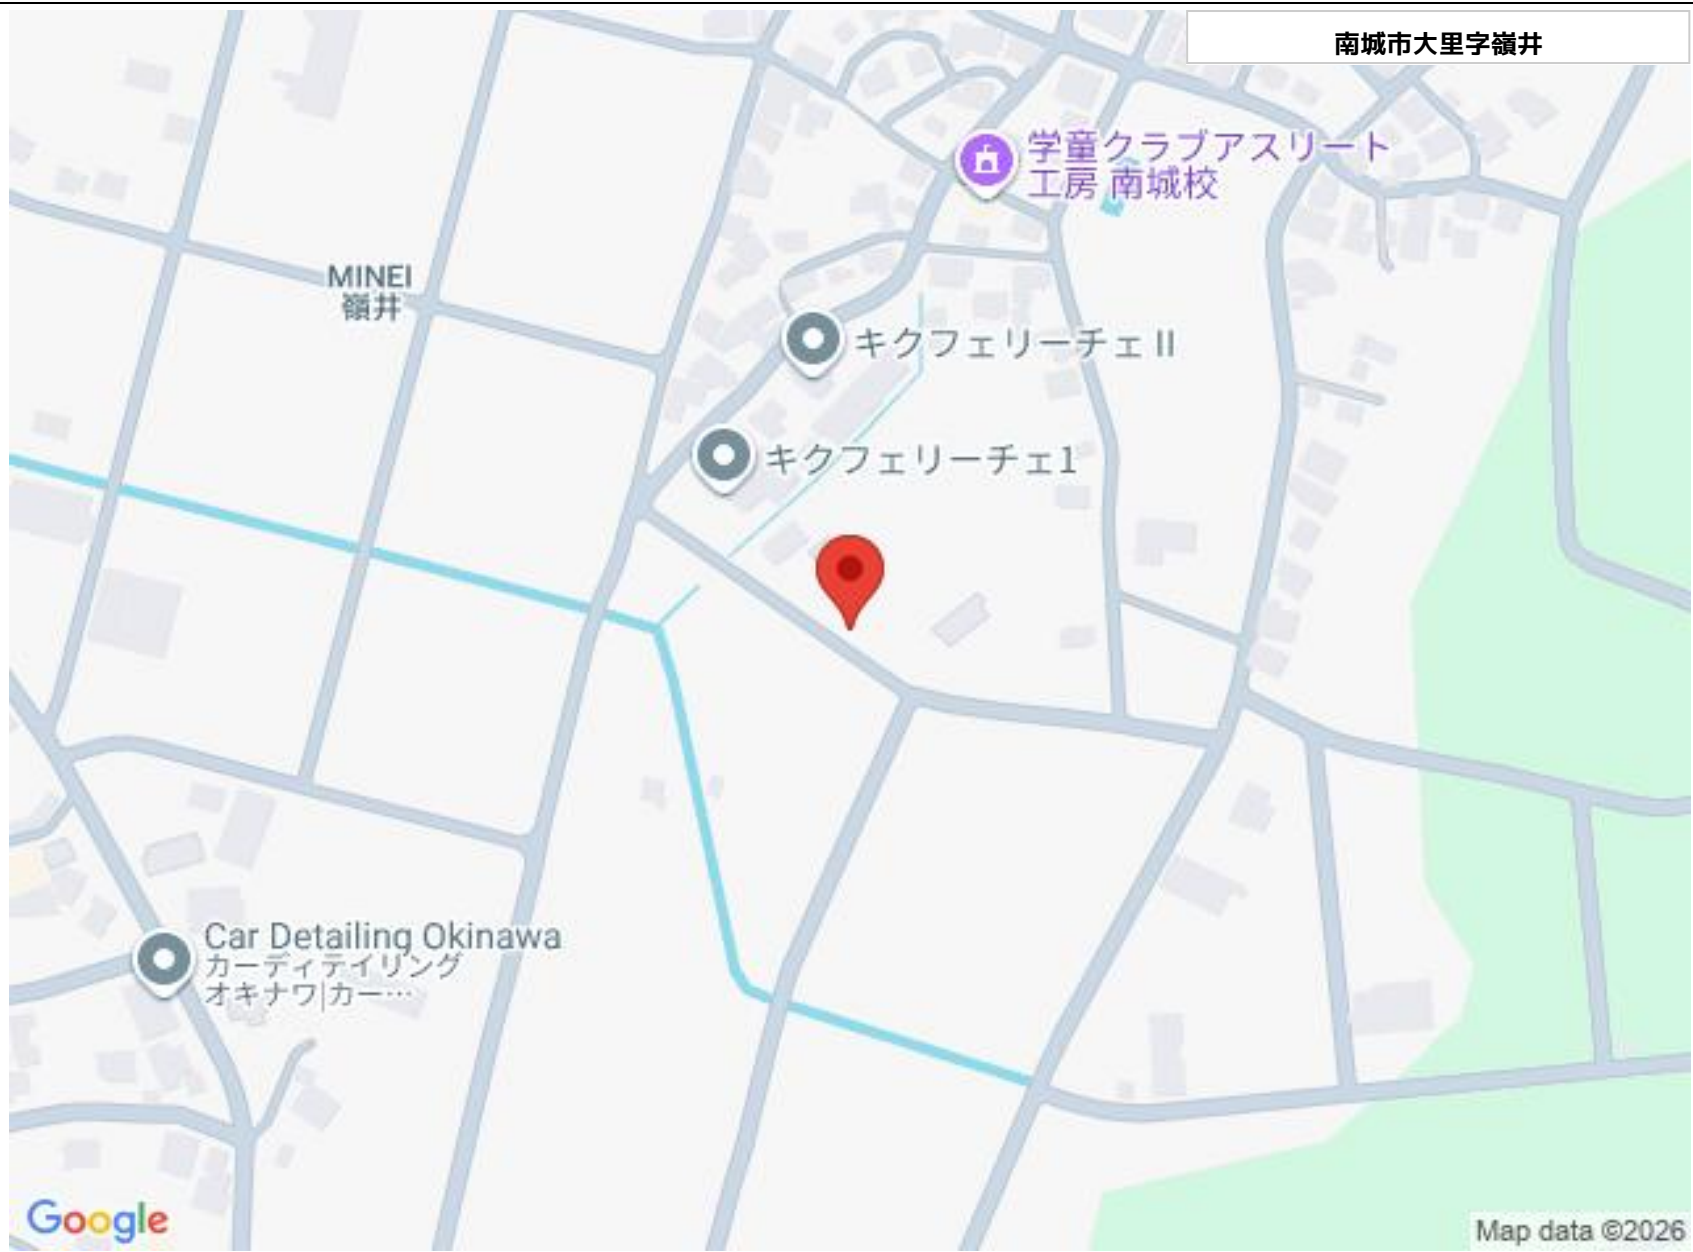 南城市大里字嶺井
学童クラブアスリート
工房 南城校
MINEI
嶺井
キクフェリーチェ II
キクフェリーチェ1
Car Detailing Okinawa
カーディテイリング
オキナワ|カー…
Google
Map data ©2026